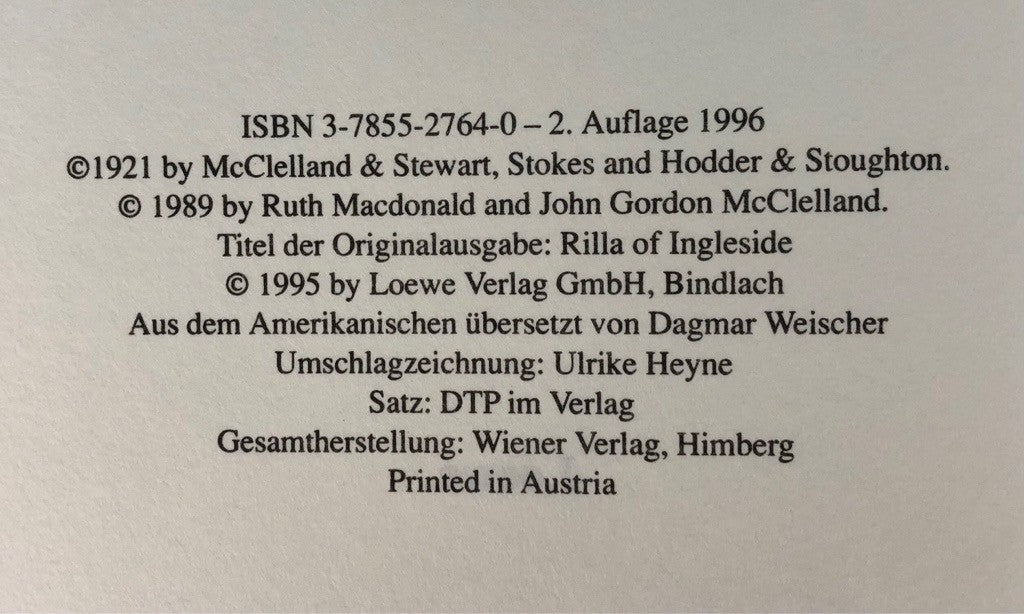 ISBN 3-7855-2764-0 – 2. Auflage 1996
©1921 by McClelland & Stewart, Stokes and Hodder & Stoughton.
© 1989 by Ruth Macdonald and John Gordon McClelland.
Titel der Originalausgabe: Rilla of Ingleside
© 1995 by Loewe Verlag GmbH, Bindlach
Aus dem Amerikanischen übersetzt von Dagmar Weischer
Umschlagzeichnung: Ulrike Heyne
Satz: DTP im Verlag
Gesamtherstellung: Wiener Verlag, Himberg
Printed in Austria